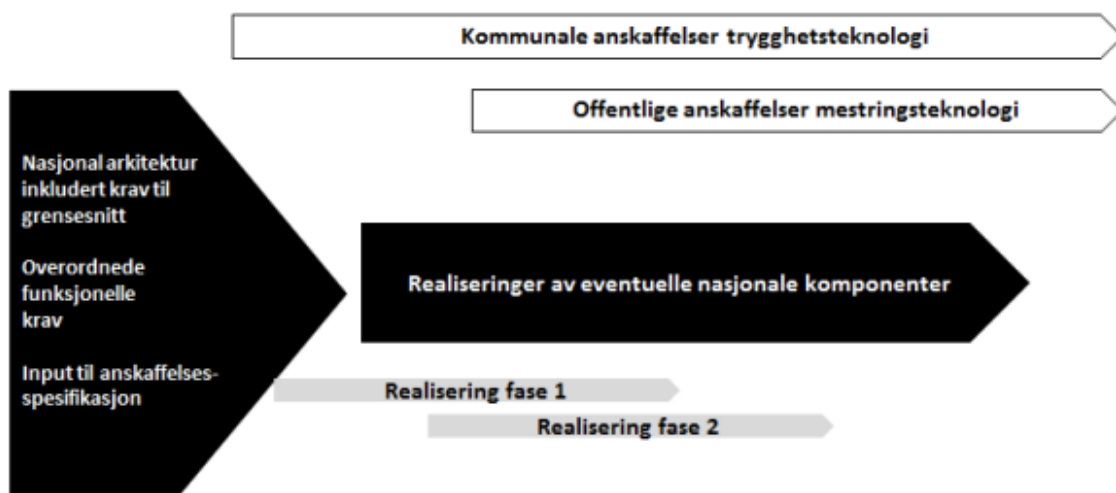 Kommunale anskaffelser trygghetsteknologi
Offentlige anskaffelser mestringsteknologi
Nasjonal arkitektur
inkludert krav til
grensesnitt
Overordnede
funksjonelle
krav
Input til anskaffelses-
spesifikasjon
Realiseringer av eventuelle nasjonale komponenter
Realisering fase 1
Realisering fase 2